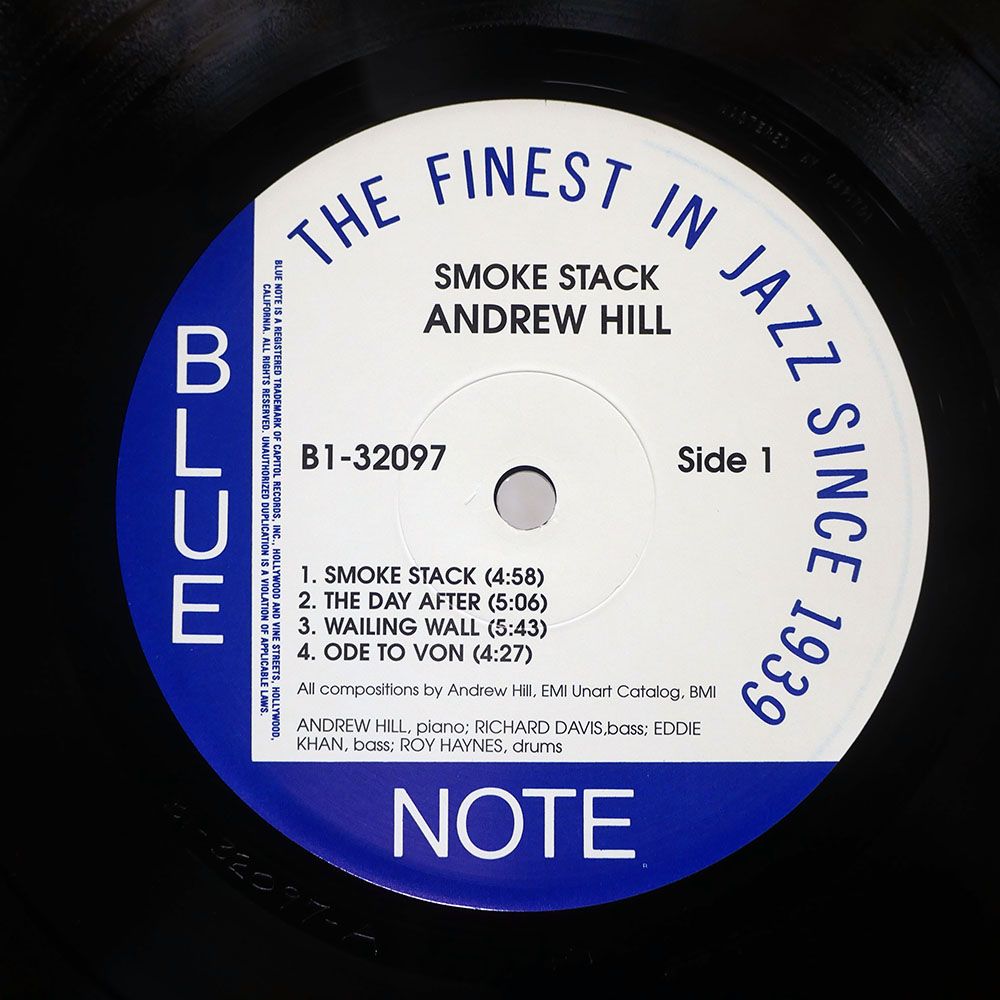 THE FINEST IN JAZZ SINCE 1939
SMOKE STACK
ANDREW HILL
B1-32097
Side 1
1. SMOKE STACK (4:58)
2. THE DAY AFTER (5:06)
3. WAILING WALL (5:43)
4. ODE TO VON (4:27)
All compositions by Andrew Hill, EMI Unart Catalog, BMI
ANDREW HILL, piano; RICHARD DAVIS,bass; EDDIE
KHAN, bass; ROY HAYNES, drums
BLUE
NOTE
BLUE NOTE IS A REGISTERED TRADEMARK OF CAPITOL RECORDS, INC., HOLLYWOOD AND VINE STREETS, HOLLYWOOD,
CALIFORNIA. ALL RIGHTS RESERVED. UNAUTHORIZED DUPLICATION IS A VIOLATION OF APPLICABLE LAWS.
MASTERED BY